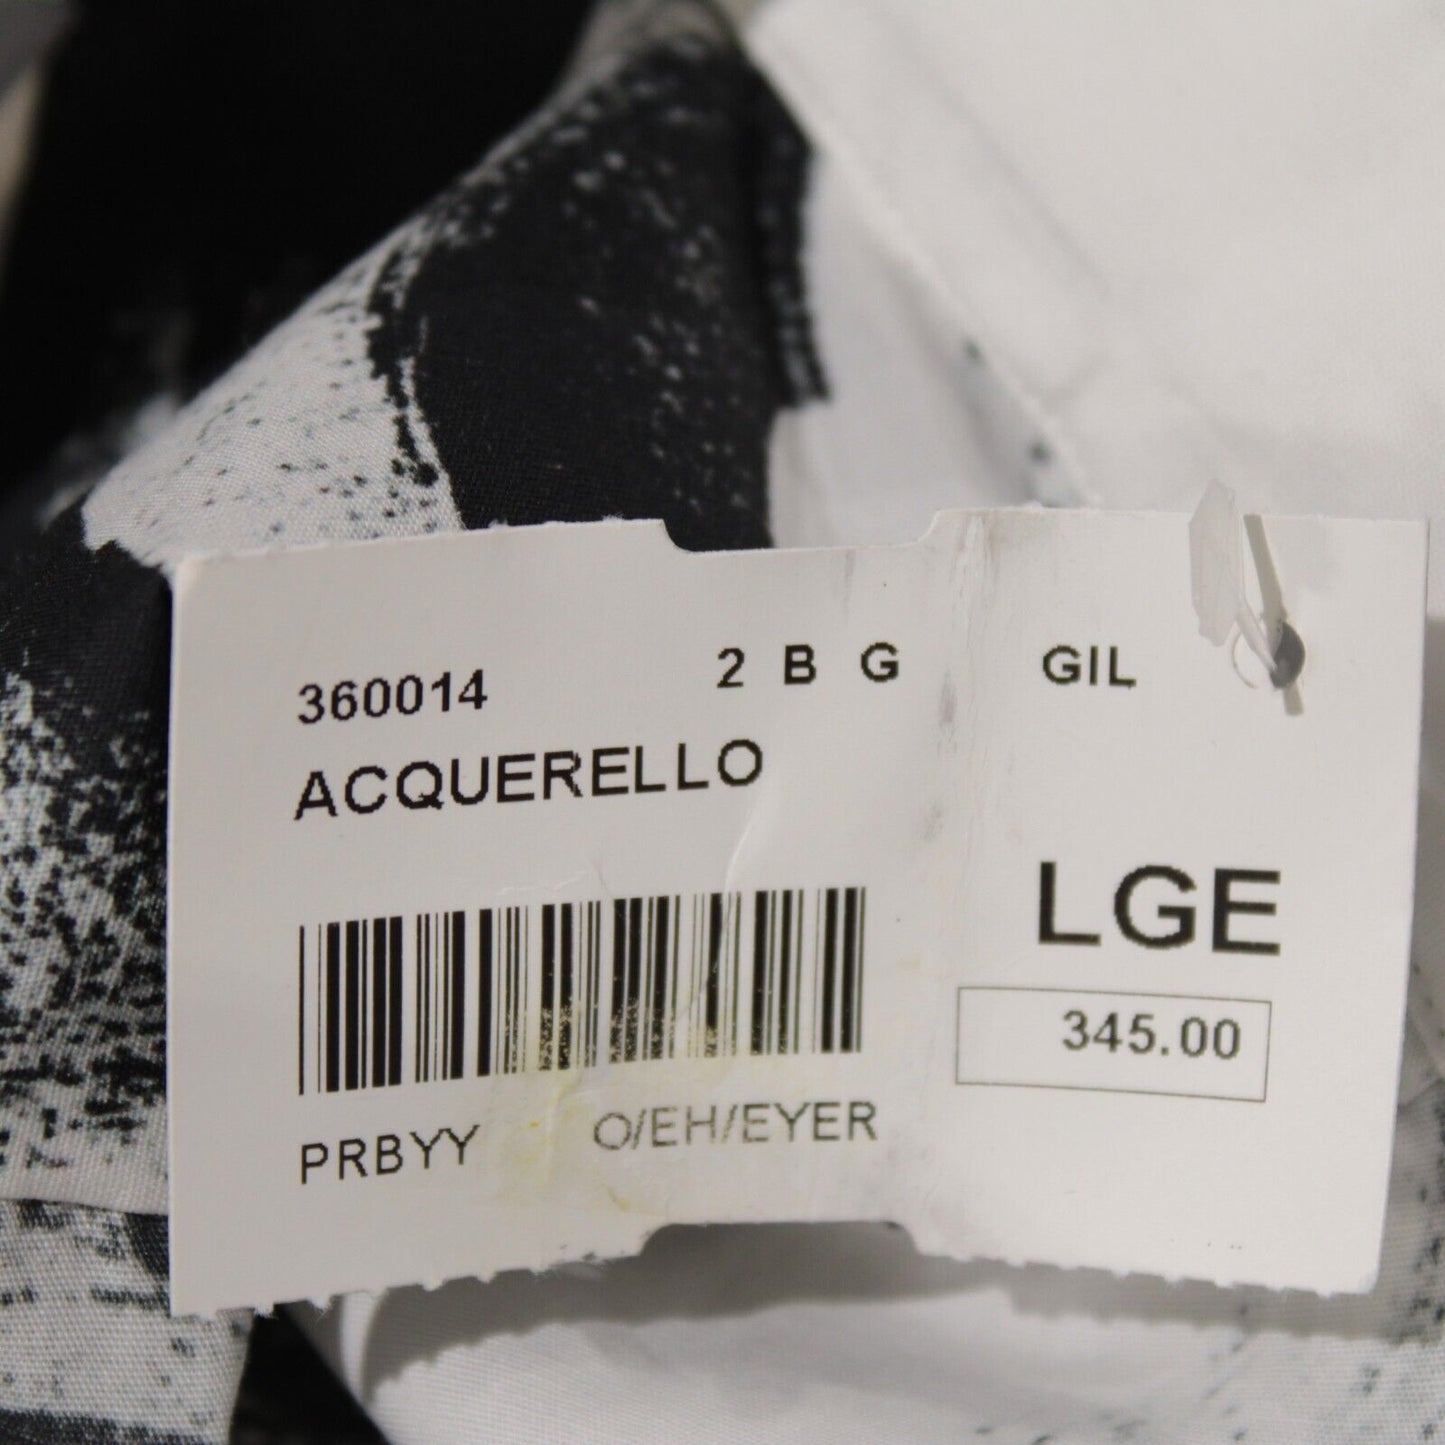 360014 2 B G GIL
ACQUERELLO
LGE
345.00
PRBYY O/EH/EYER